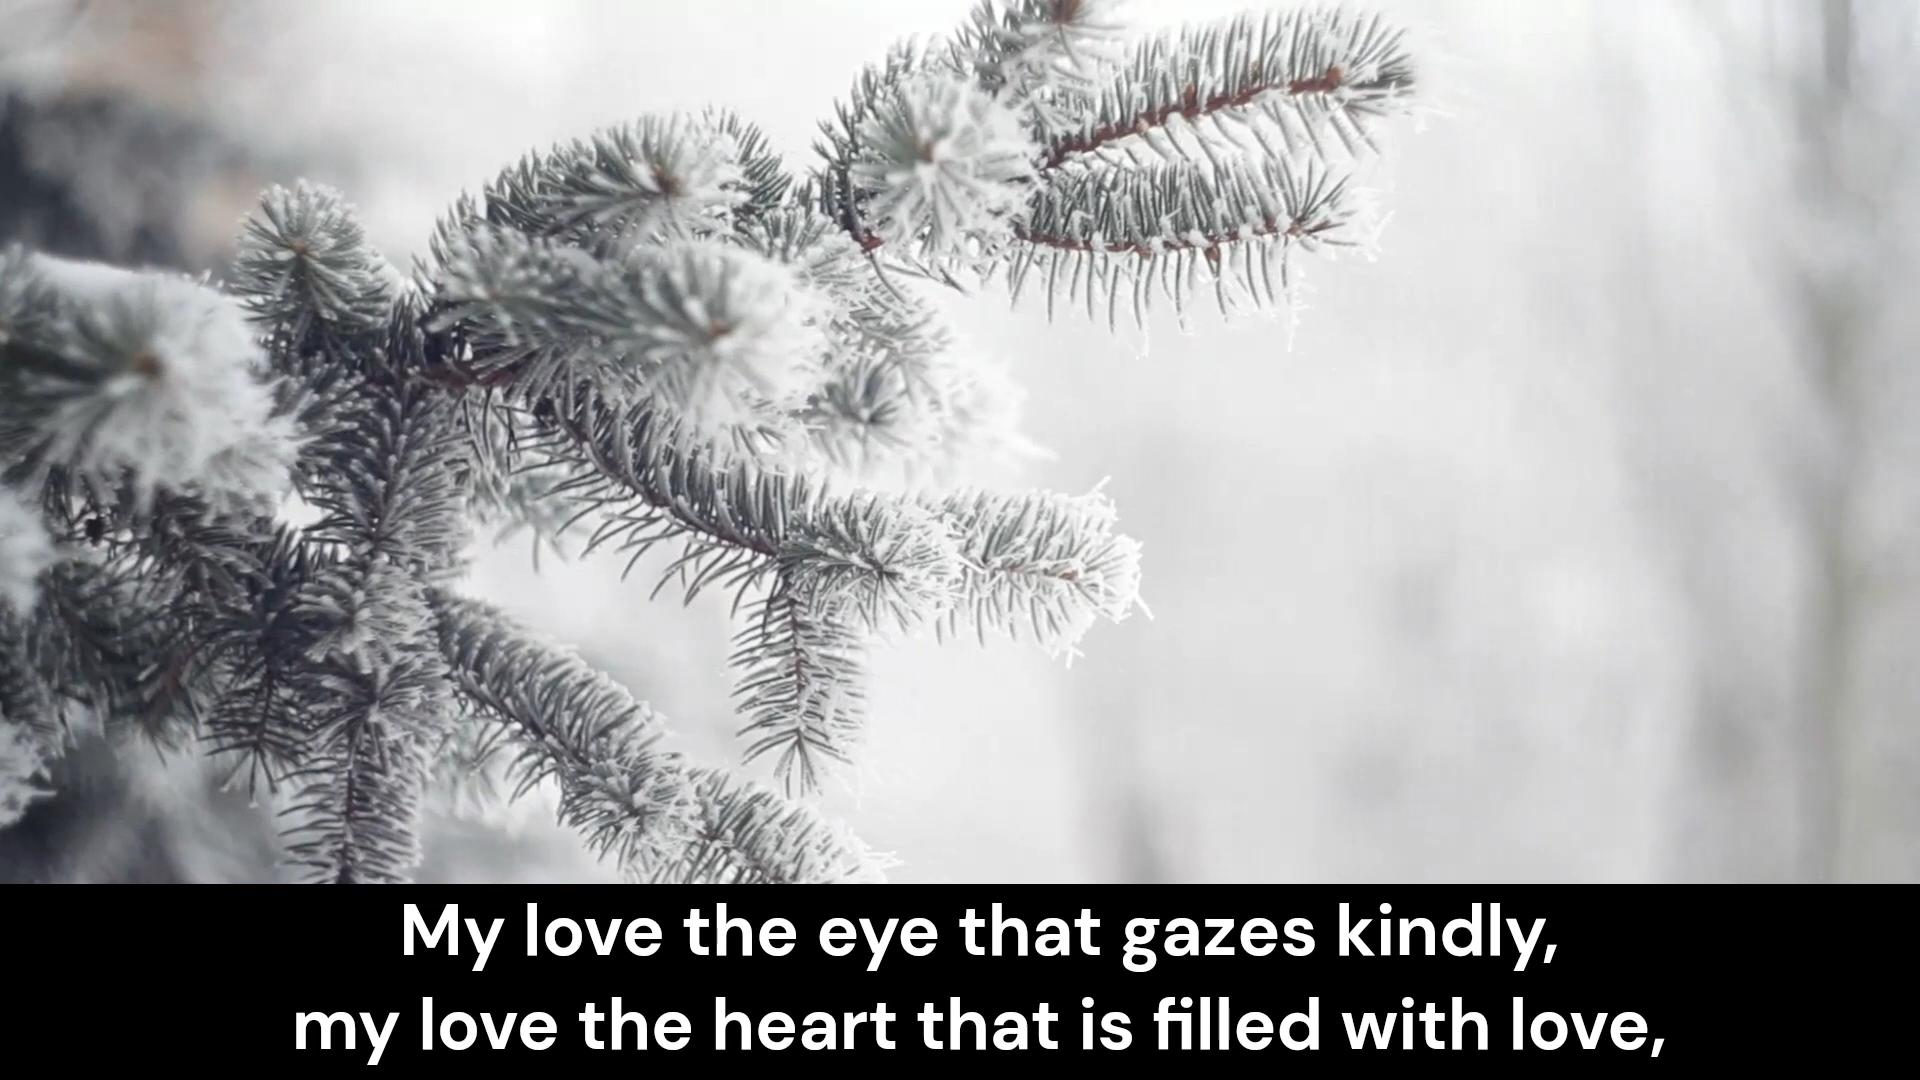 My love the eye that gazes kindly,
my love the heart that is filled with love,